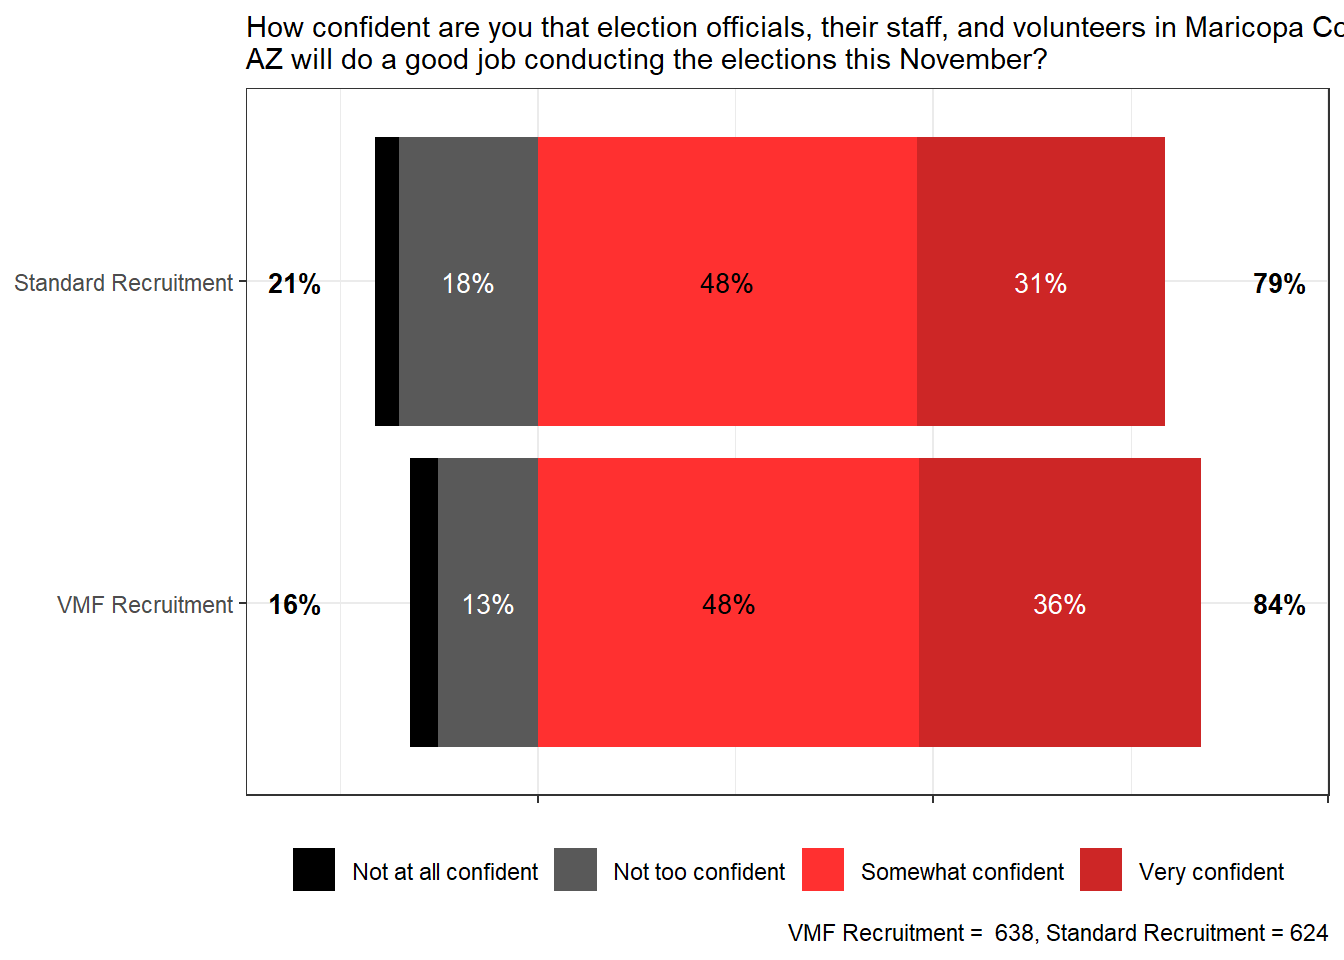 How confident are you that election officials, their staff, and volunteers in Maricopa Co
AZ will do a good job conducting the elections this November?
Standard Recruitment 21% 18% 48% 31% 79%
VMF Recruitment 16% 13% 48% 36% 84%
Not at all confident Not too confident Somewhat confident Very confident
VMF Recruitment =  638, Standard Recruitment = 624